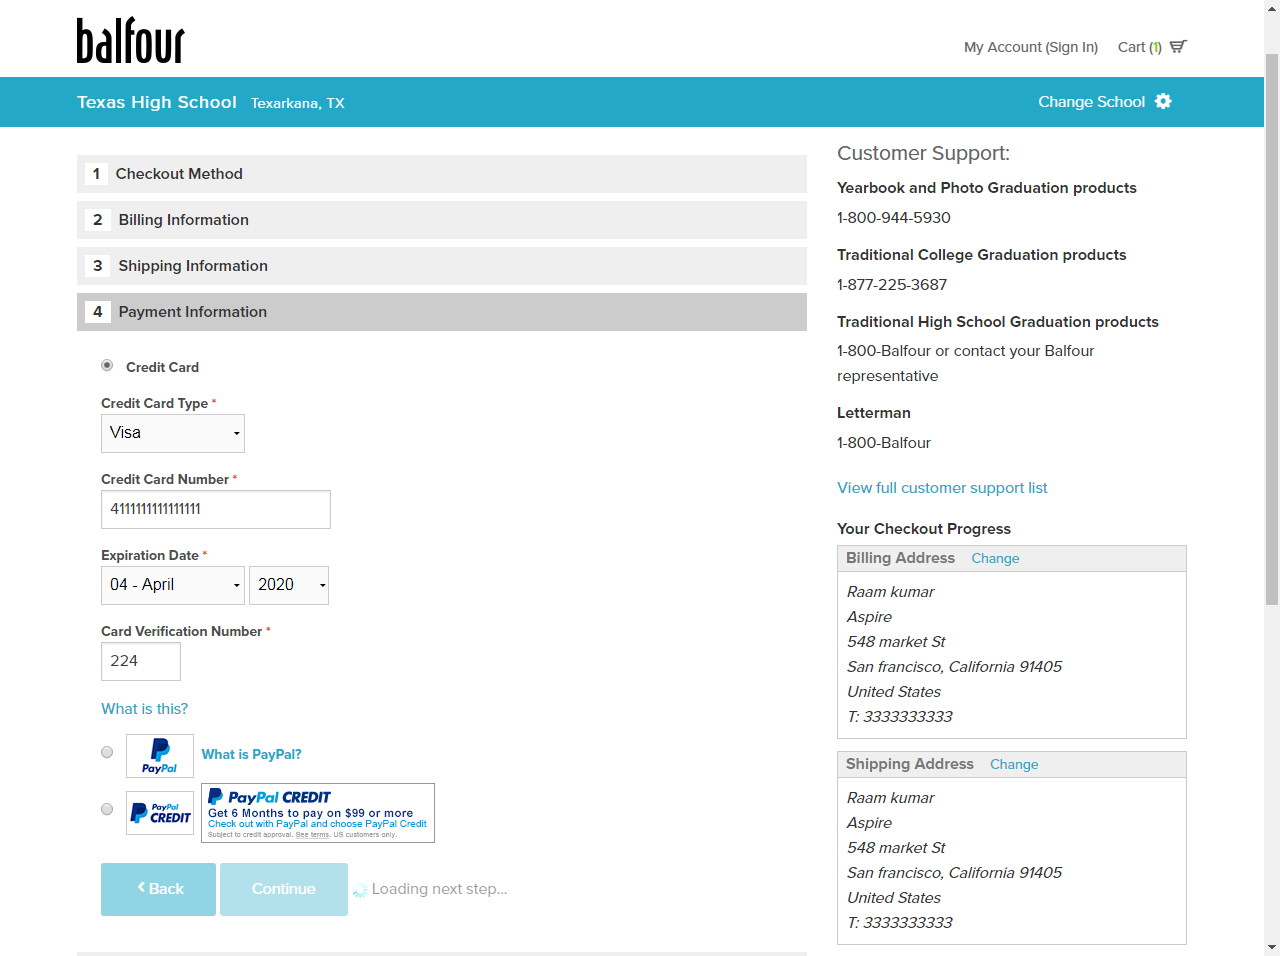 balfour
My Account (Sign In) Cart (1)
Texas High School Texarkana, TX Change School
1 Checkout Method
2 Billing Information
3 Shipping Information
4 Payment Information
Credit Card
Credit Card Type *
Visa
Credit Card Number *
4111111111111111
Expiration Date *
04 - April 2020
Card Verification Number *
224
What is this?
PayPal What is PayPal?
PayPal CREDIT
PayPal CREDIT
Get 6 Months to pay on $99 or more
Check out with PayPal and choose PayPal Credit
Subject to credit approval. See terms. US customers only.
Back Continue Loading next step...
Customer Support:
Yearbook and Photo Graduation products
1-800-944-5930
Traditional College Graduation products
1-877-225-3687
Traditional High School Graduation products
1-800-Balfour or contact your Balfour
representative
Letterman
1-800-Balfour
View full customer support list
Your Checkout Progress
Billing Address Change
Raam kumar
Aspire
548 market St
San francisco, California 91405
United States
T: 3333333333
Shipping Address Change
Raam kumar
Aspire
548 market St
San francisco, California 91405
United States
T: 3333333333